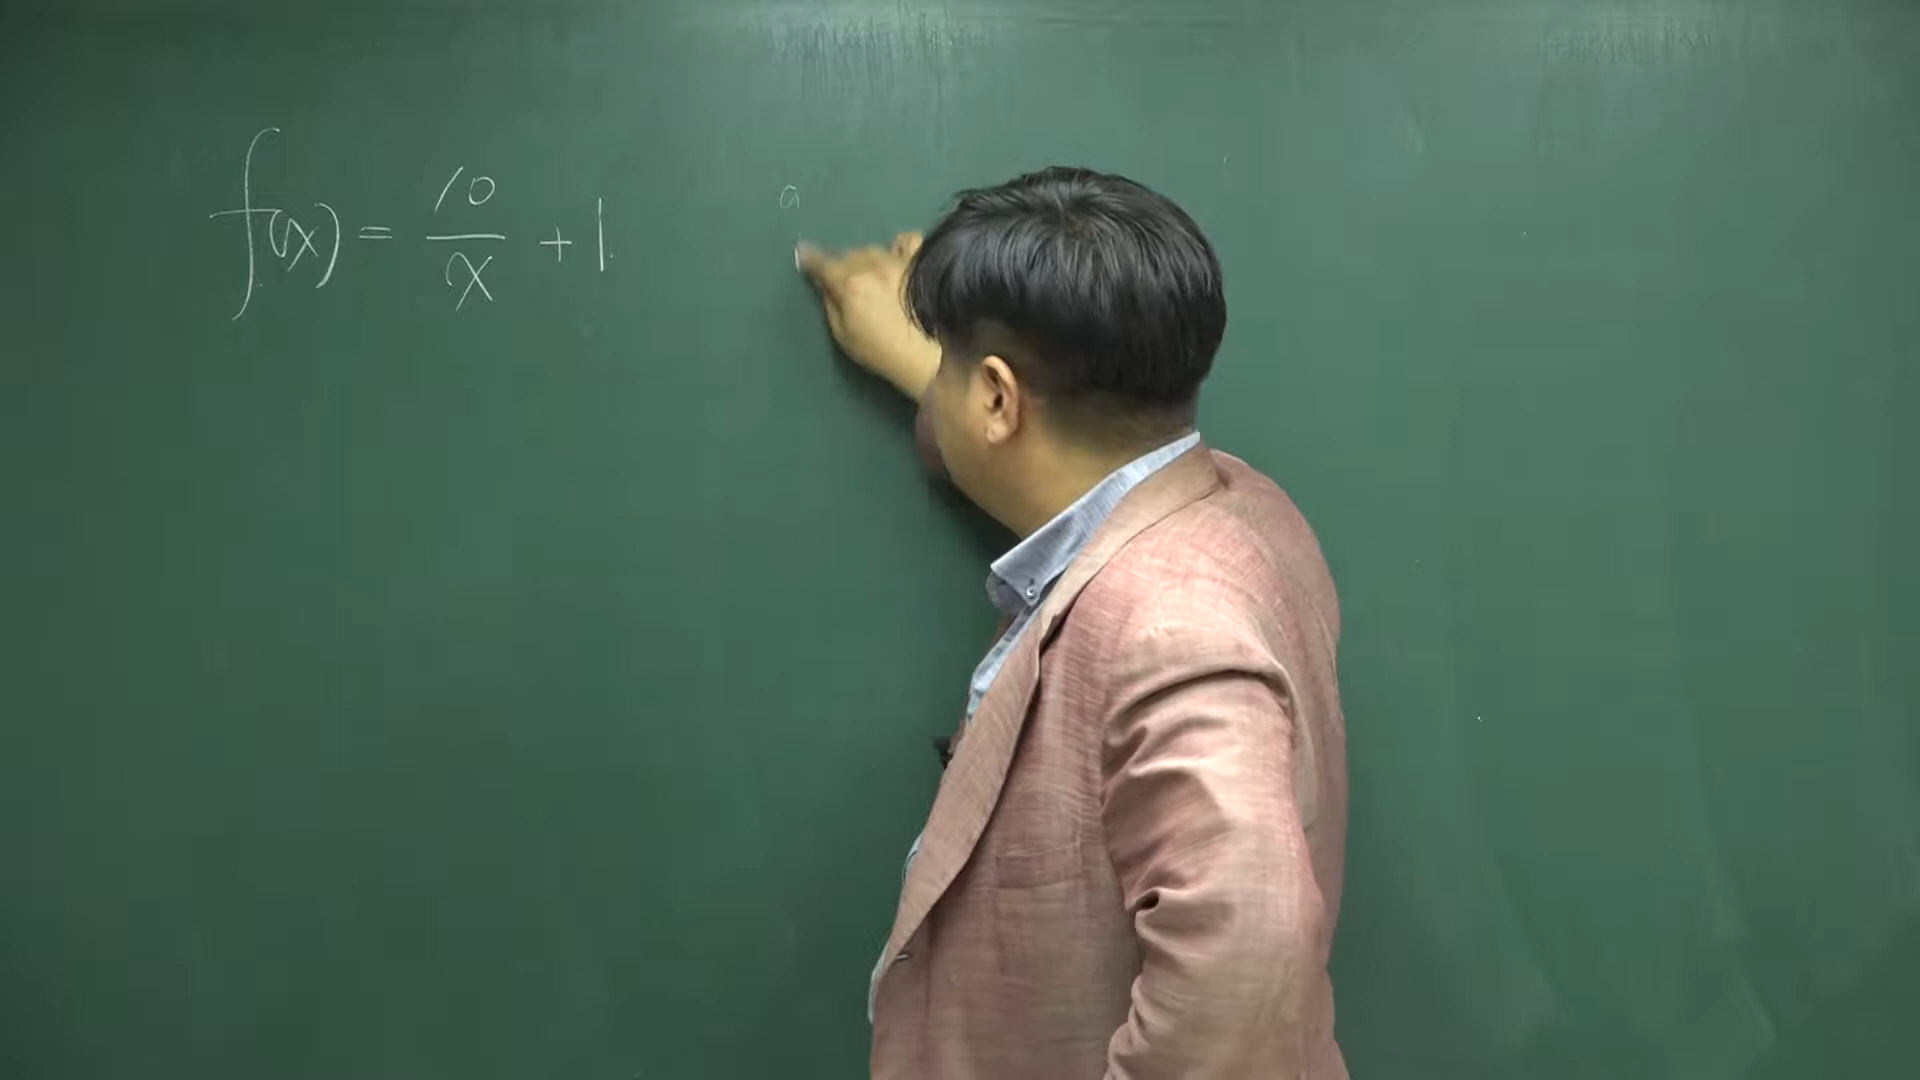 f(x) = 10/x + 1
a